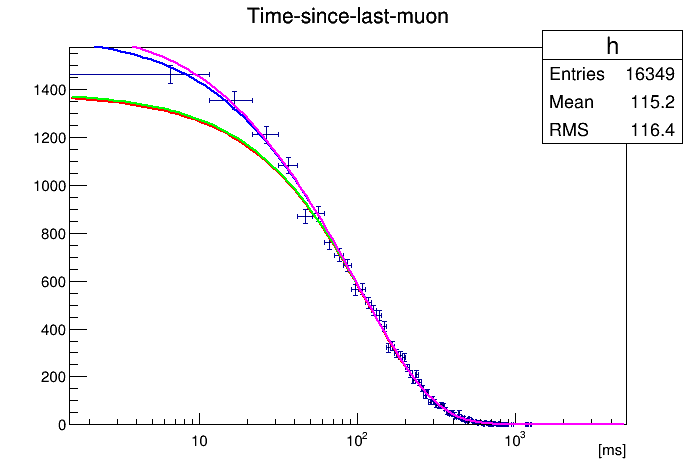 Time-since-last-muon
h
Entries 16349
Mean 115.2
RMS 116.4
1400
1200
1000
800
600
400
200
0
10 10² 10³
[ms]